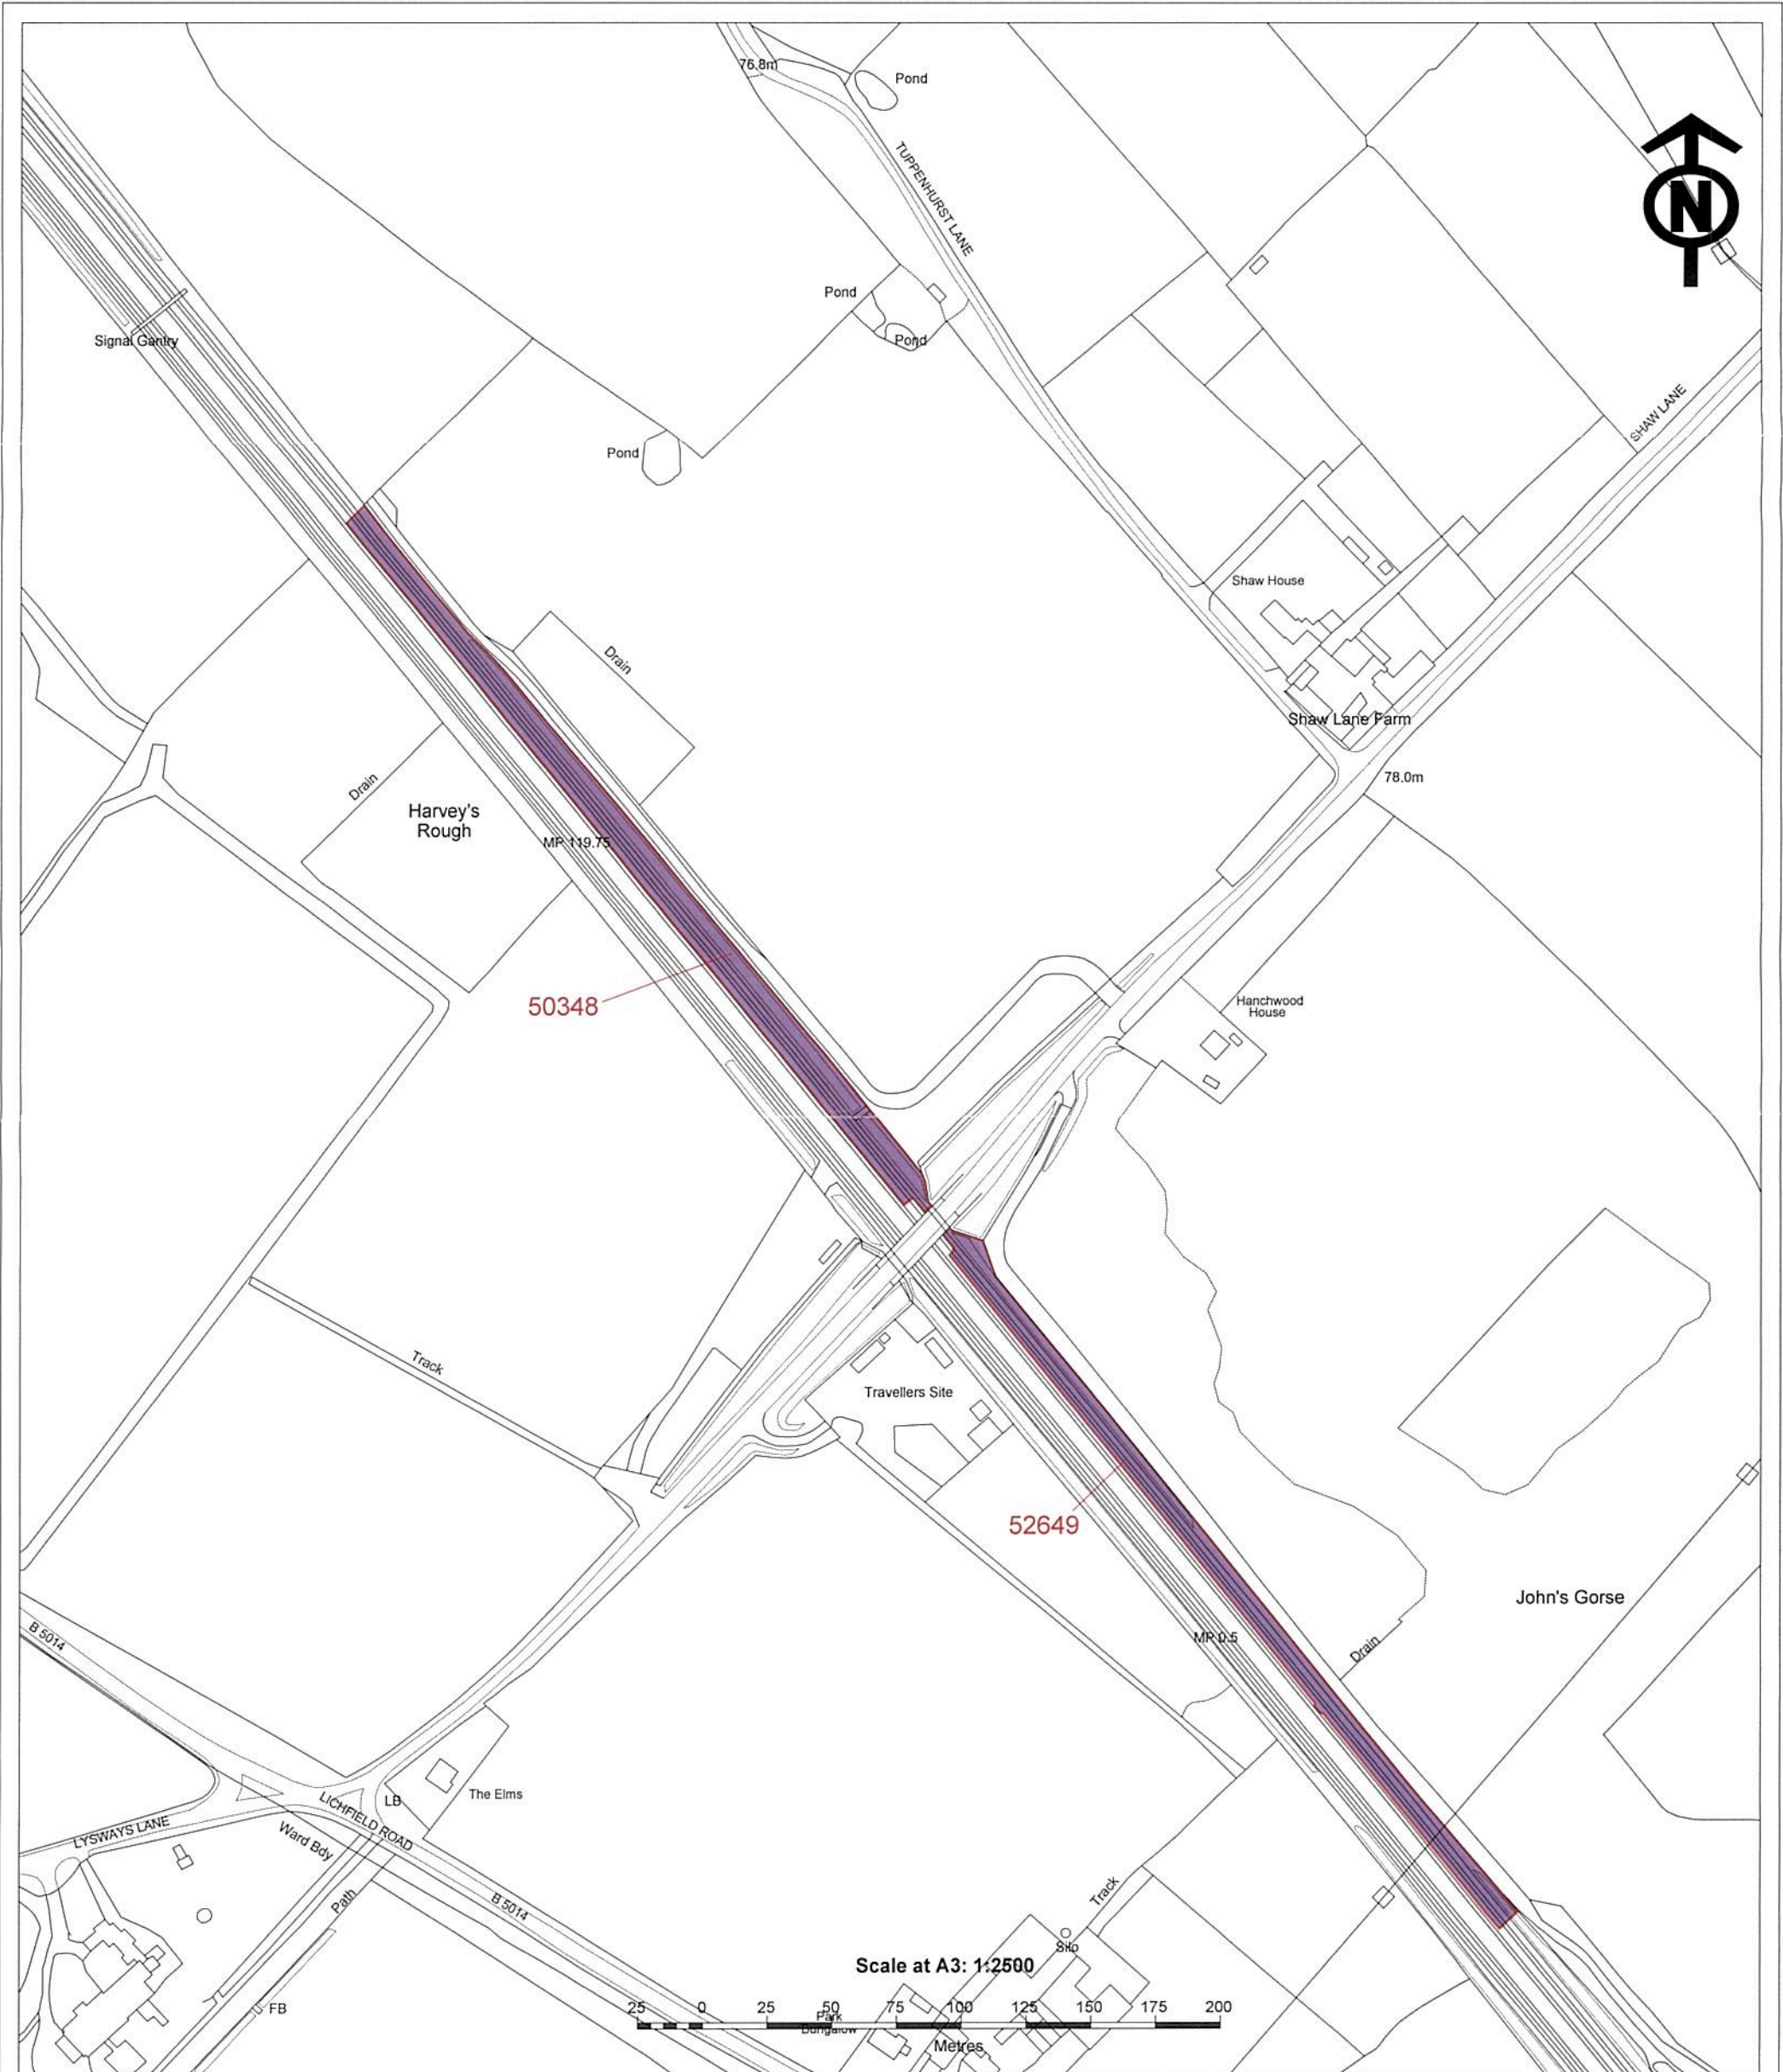 76.8m
Pond
TUPPENHURST LANE
N
Pond
Pond
Signal Gantry
SHAW LANE
Pond
Shaw House
Drain
Shaw Lane Farm
78.0m
Drain
Harvey's
Rough
MP 119.75
50348
Hanchwood
House
Track
Travellers Site
52649
John's Gorse
MP 0.5
Drain
B 5014
The Elms
LB
LICHFIELD ROAD
LYSWAYS LANE
Ward Bdy
Path
B 5014
Track
Silo
Scale at A3: 1:2500
FB
25 0 25 50 75 100 125 150 175 200
Park
Bungalow
Metres